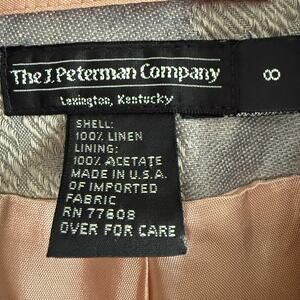 The J. Peterman Company
Lexington, Kentucky
8
SHELL:
100% LINEN
LINING:
100% ACETATE
MADE IN U.S.A.
OF IMPORTED
FABRIC
RN 77608
OVER FOR CARE